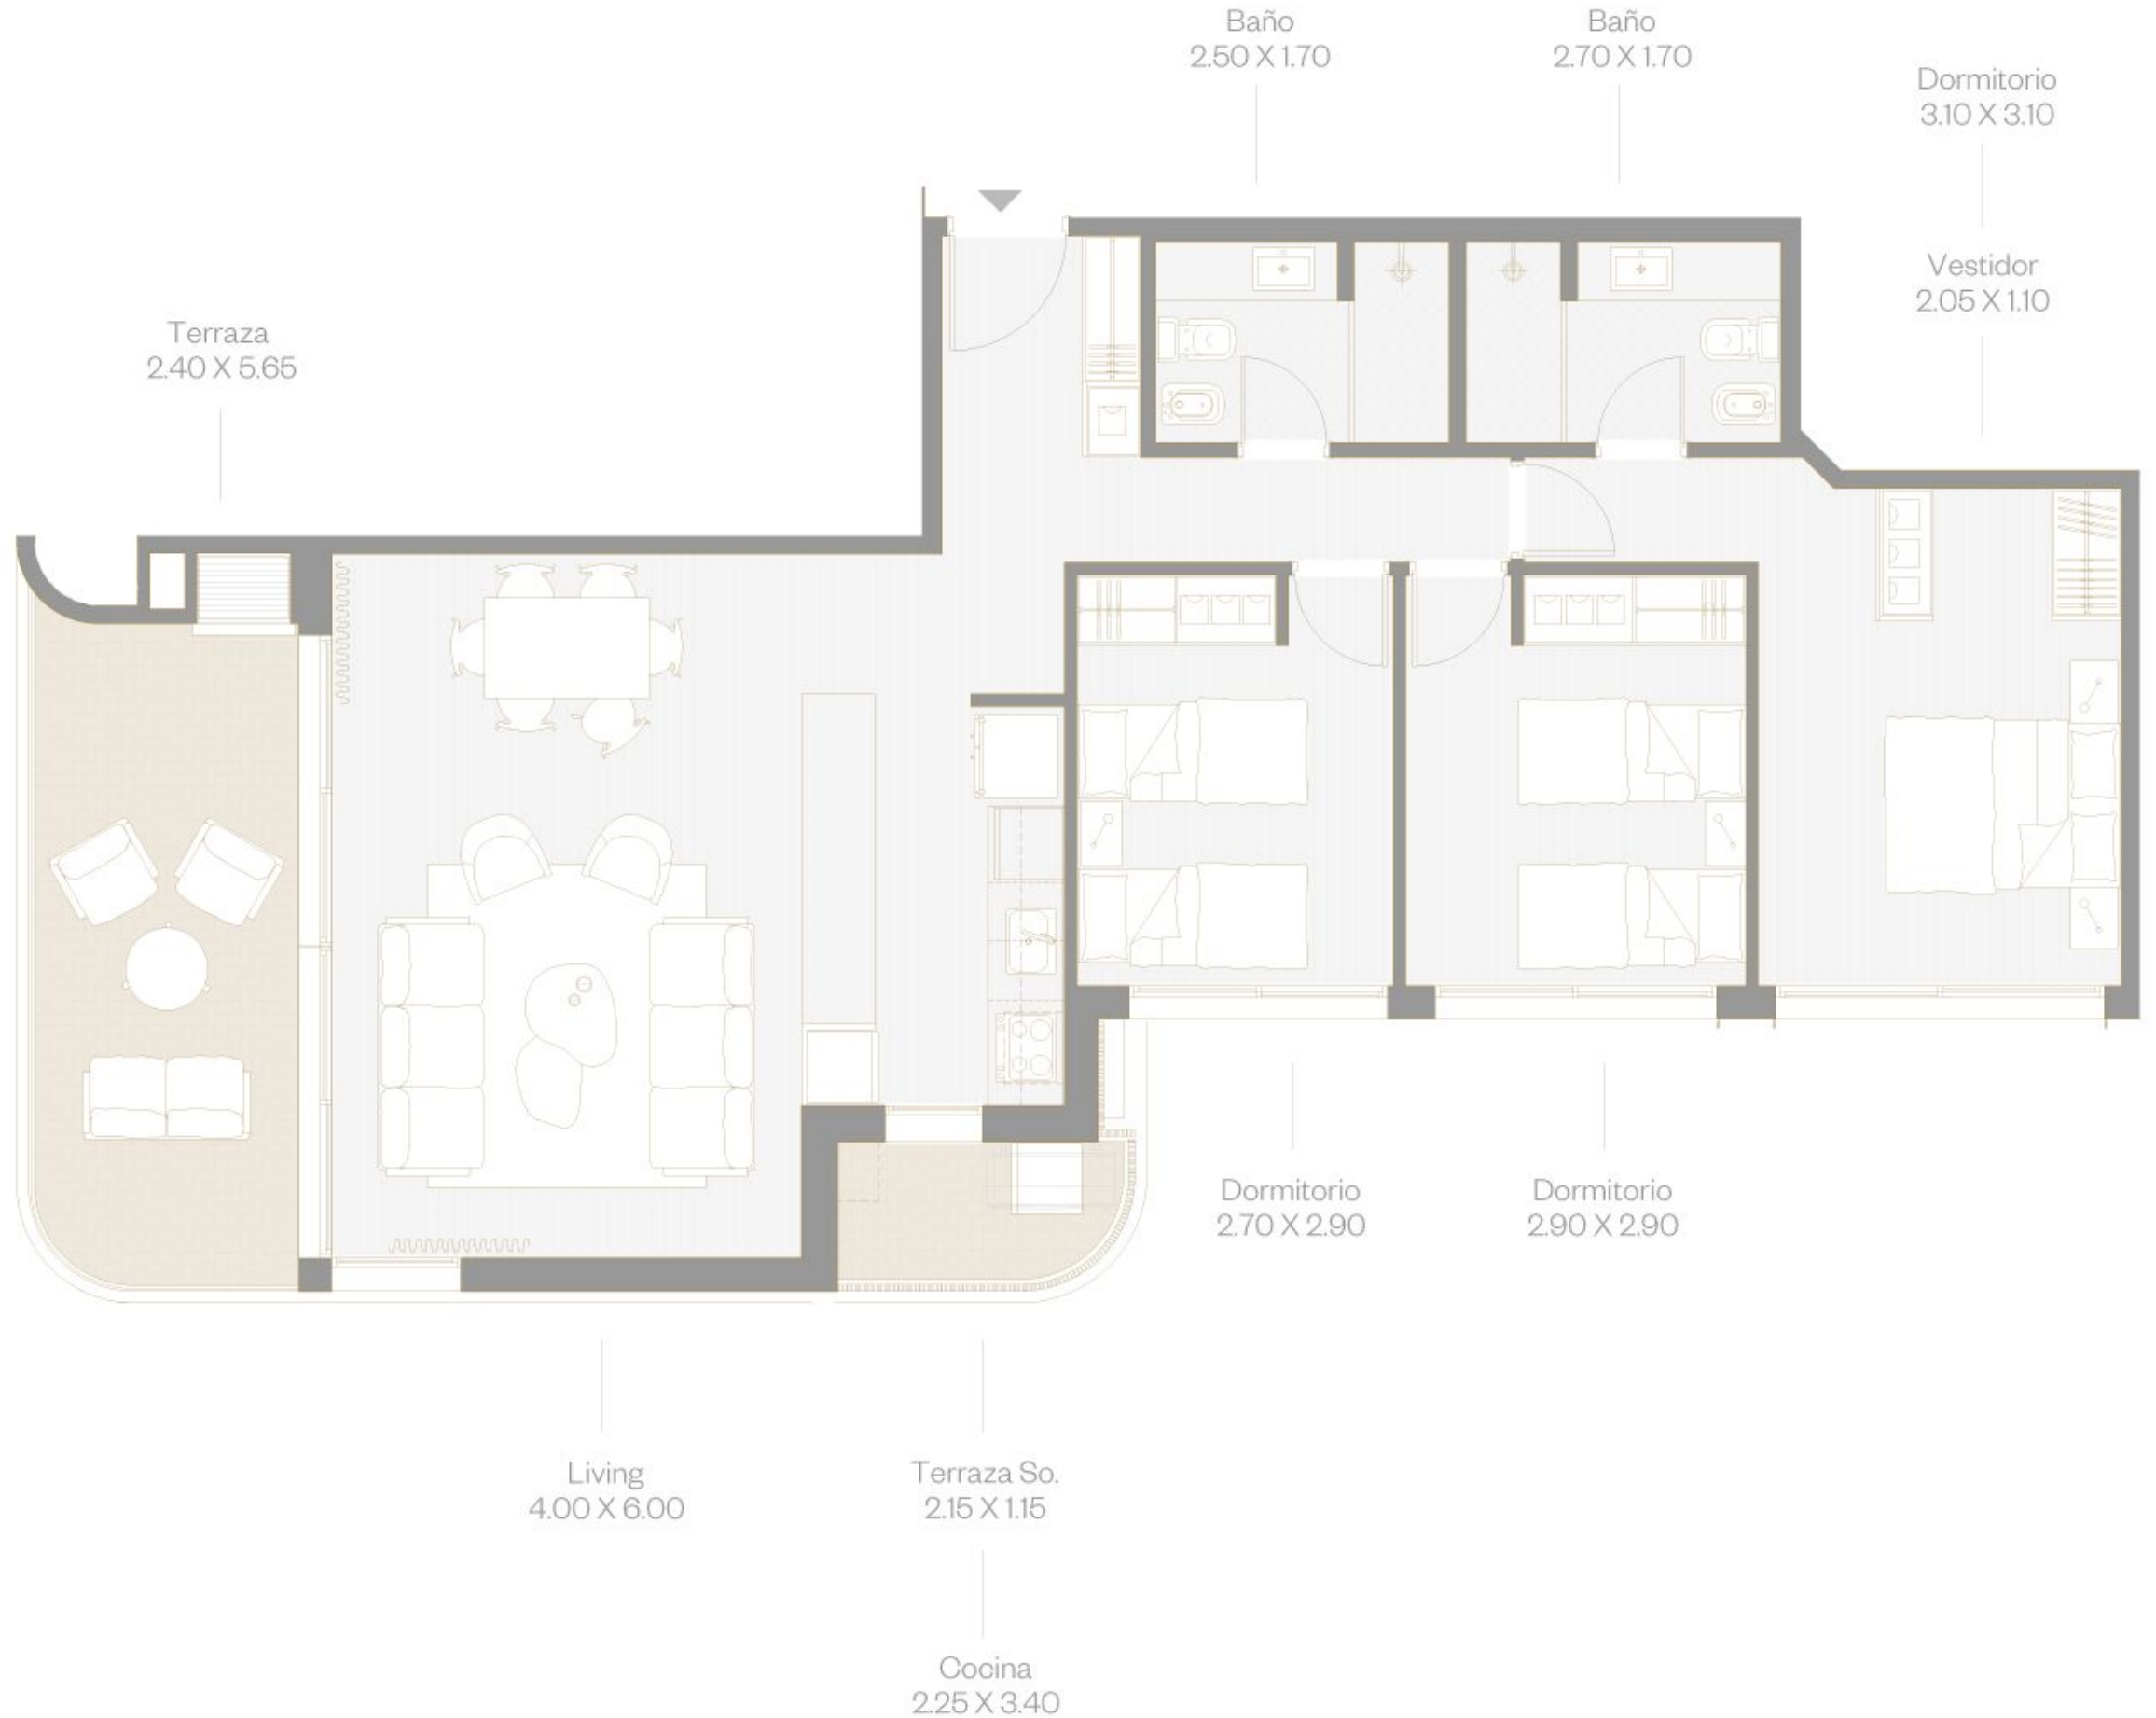 Baño
2.50 X 1.70
Baño
2.70 X 1.70
Dormitorio
3.10 X 3.10
Vestidor
2.05 X 1.10
Terraza
2.40 X 5.65
Dormitorio
2.70 X 2.90
Dormitorio
2.90 X 2.90
Living
4.00 X 6.00
Terraza So.
2.15 X 1.15
Cocina
2.25 X 3.40